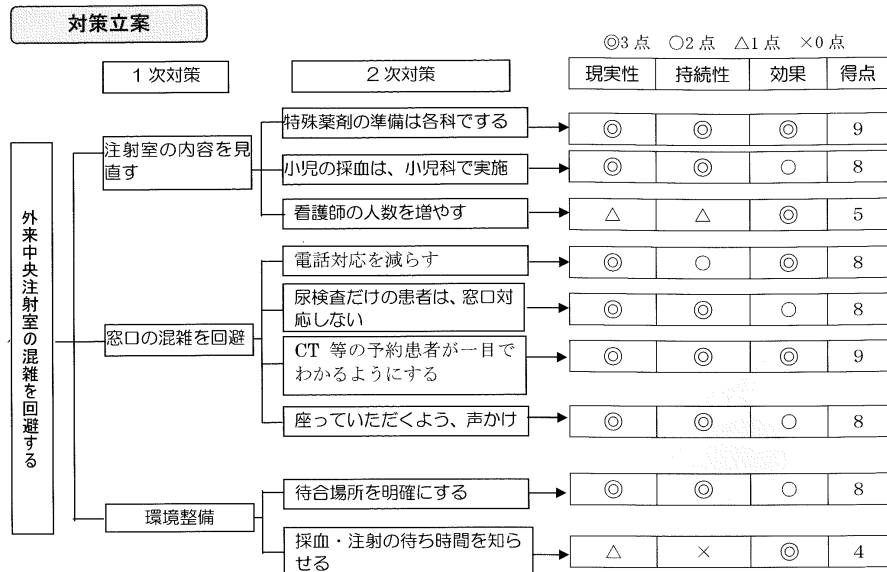 対策立案
◎3点 ○2点 △1点 ×0点
1次対策 2次対策 現実性 持続性 効果 得点
外来中央注射室の混雑を回避する
注射室の内容を見
直す
特殊薬剤の準備は各科でする ◎ ◎ ◎ 9
小児の採血は、小児科で実施 ◎ ◎ ○ 8
看護師の人数を増やす △ △ ◎ 5
窓口の混雑を回避
電話対応を減らす ◎ ○ ◎ 8
尿検査だけの患者は、窓口対
応しない ◎ ◎ ○ 8
CT 等の予約患者が一目で
わかるようにする ◎ ◎ ◎ 9
座っていただくよう、声かけ ◎ ◎ ○ 8
環境整備
待合場所を明確にする ◎ ◎ ○ 8
採血・注射の待ち時間を知ら
せる △ × ◎ 4